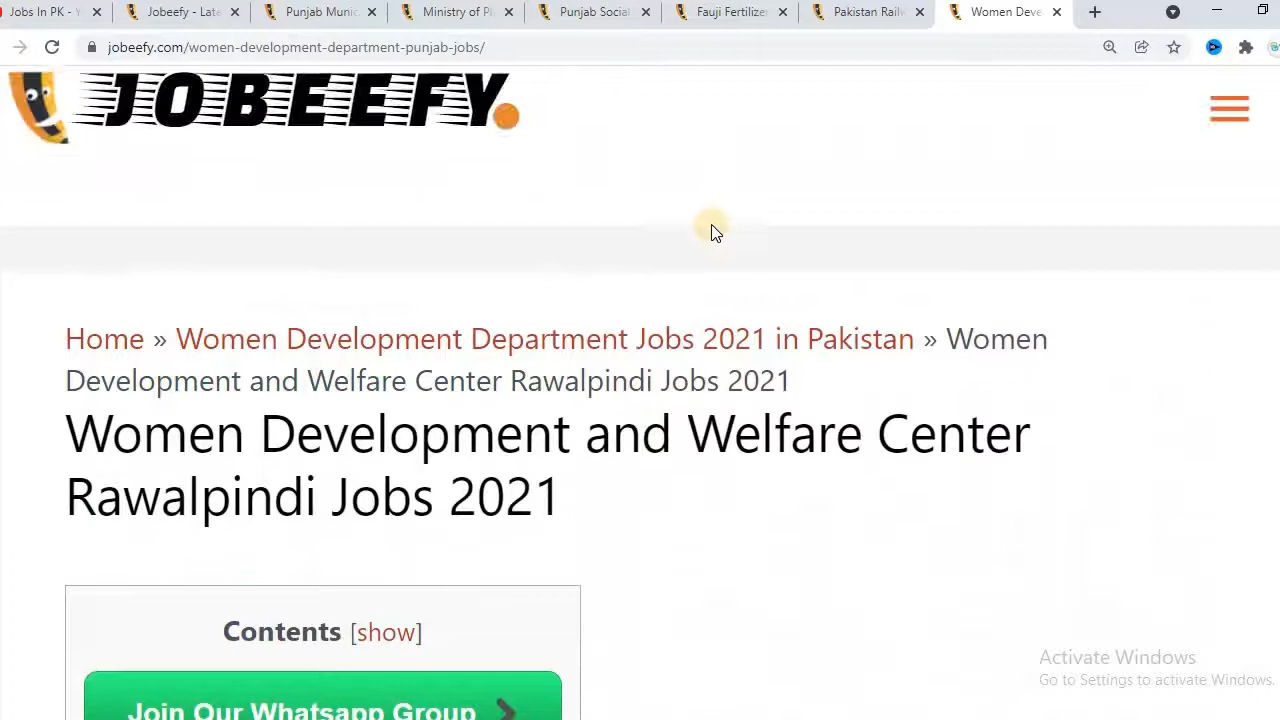 Jobs In PK - Y
Jobeefy - Late
Punjab Munic
Ministry of Pl
Punjab Social
Fauji Fertilizer
Pakistan Railw
Women Deve
jobeefy.com/women-development-department-punjab-jobs/
JOBEEFY
Home » Women Development Department Jobs 2021 in Pakistan » Women
Development and Welfare Center Rawalpindi Jobs 2021
Women Development and Welfare Center
Rawalpindi Jobs 2021
Contents [show]
Join Our Whatsapp Group
Activate Windows
Go to Settings to activate Windows.